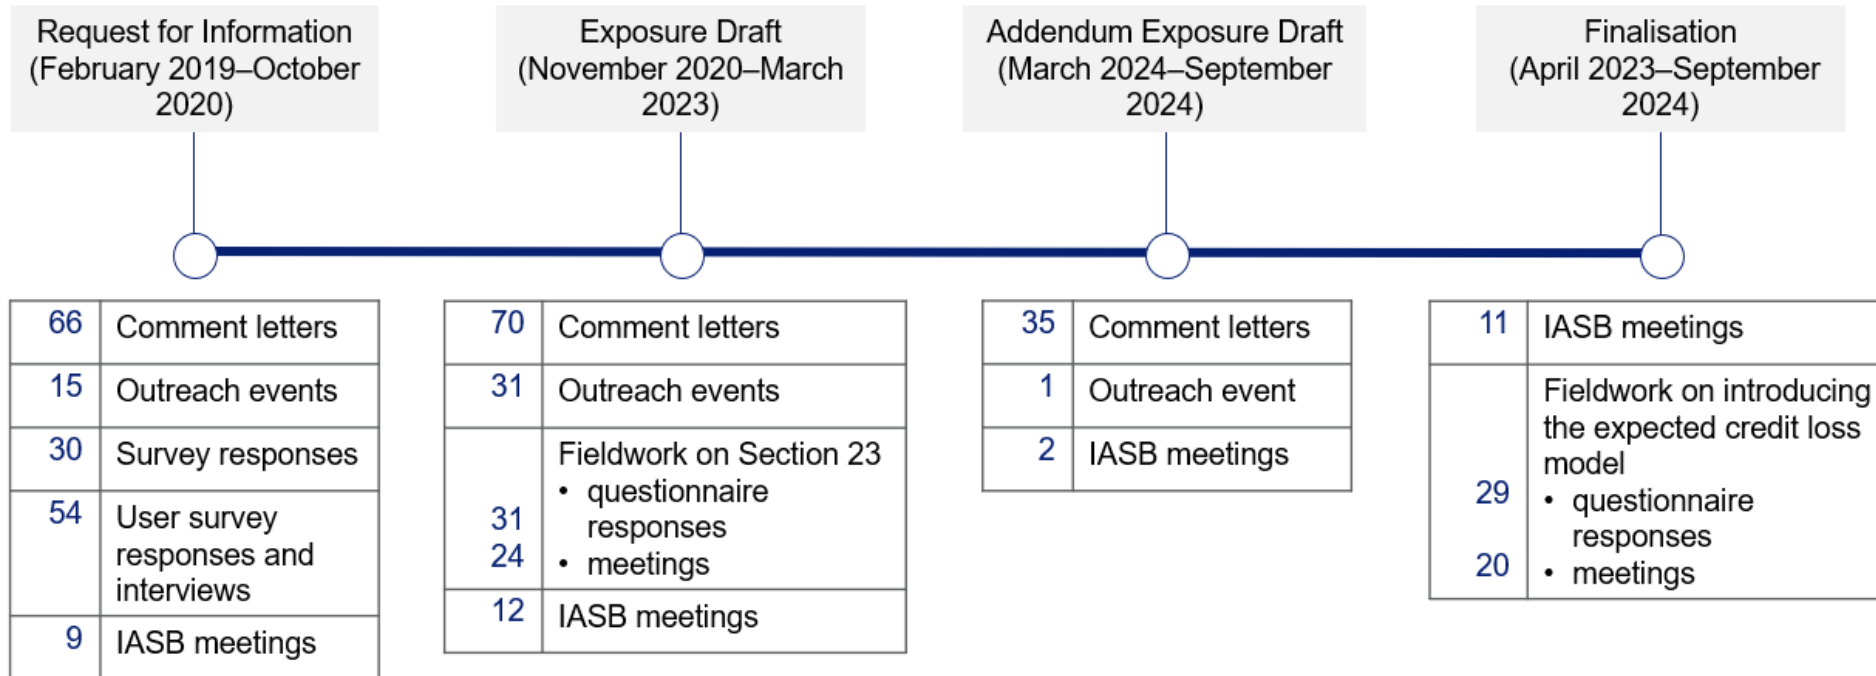 Request for Information
(February 2019–October
2020)
Exposure Draft
(November 2020–March
2023)
Addendum Exposure Draft
(March 2024–September
2024)
Finalisation
(April 2023–September
2024)
66 Comment letters
15 Outreach events
30 Survey responses
54 User survey
responses and
interviews
9 IASB meetings
70 Comment letters
31 Outreach events
Fieldwork on Section 23
• questionnaire
31 responses
24 • meetings
12 IASB meetings
35 Comment letters
1 Outreach event
2 IASB meetings
11 IASB meetings
Fieldwork on introducing
the expected credit loss
model
29 • questionnaire
responses
20 • meetings